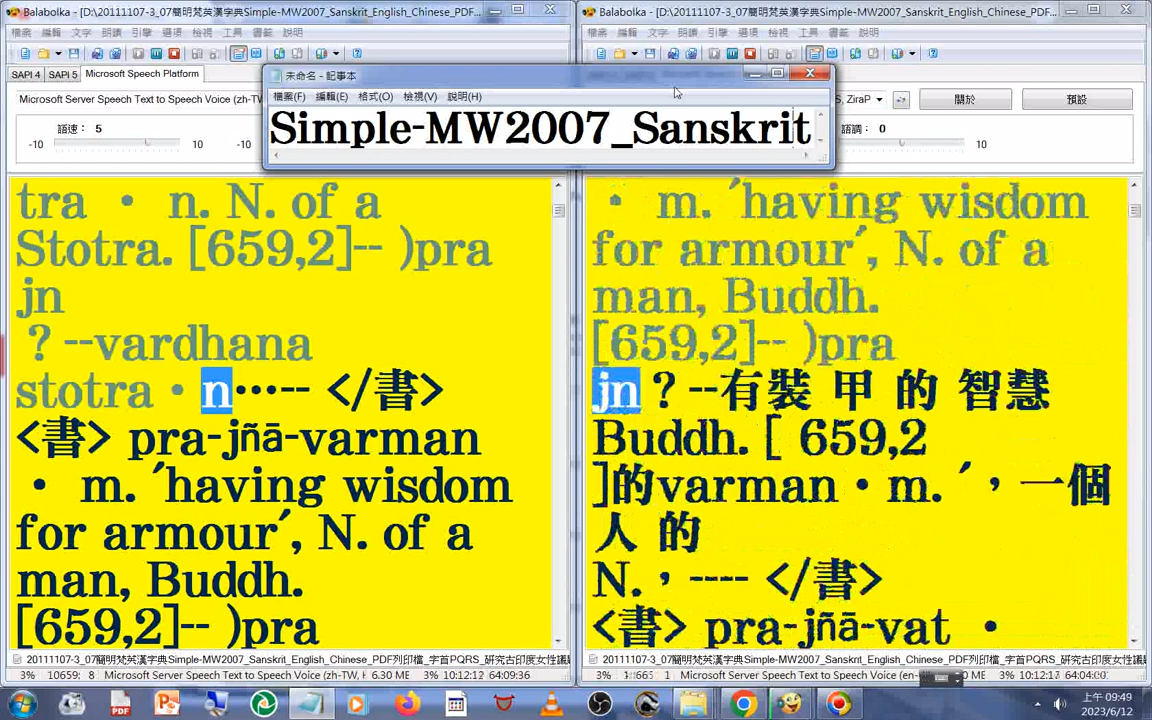 Balabolka - [D:\20111107-3_07簡明梵英漢字典Simple-MW2007_Sanskrit_English_Chinese_PDF...
檔案 編輯 文字 朗讀 引擎 選項 檢視 工具 書籤 說明
SAPI 4 SAPI 5 Microsoft Speech Platform
Microsoft Server Speech Text to Speech Voice (zh-TW,
語速： 5
-10 10 -10
tra • n. N. of a
Stotra. [659,2]-- )pra
jn
? --vardhana
stotra • n…-- </書>
<書> pra-jñā-varman
• m. ´having wisdom
for armour´, N. of a
man, Buddh.
[659,2]-- )pra
20111107-3_07簡明梵英漢字典Simple-MW2007_Sanskrit_English_Chinese_PDF列印檔_字首PQRS_研究古印度女性議
3% 10659: 8 Microsoft Server Speech Text to Speech Voice (zh-TW, 6.30 MB 10:12:12 64:09:36
未命名 - 記事本
檔案(F) 編輯(E) 格式(O) 檢視(V) 說明(H)
Simple-MW2007_Sanskrit
Balabolka - [D:\20111107-3_07簡明梵英漢字典Simple-MW2007_Sanskrit_English_Chinese_PDF...
檔案 編輯 文字 朗讀 引擎 選項 檢視 工具 書籤 說明
S, ZiraP 關於 預設
語調： 0
10
• m. ´having wisdom
for armour´, N. of a
man, Buddh.
[659,2]-- )pra
jn ? --有裝 甲 的 智慧
Buddh. [ 659,2
]的varman • m. ´，一個
人 的
N.，---- </書>
<書> pra-jñā-vat •
20111107-3_07簡明梵英漢字典Simple-MW2007_Sanskrit_English_Chinese_PDF列印檔_字首PQRS_研究古印度女性議
3% 1 Microsoft Server Speech Text to Speech Voice (zh-TW, 6.30 MB 10:12:17
上午 09:49
2023/6/12